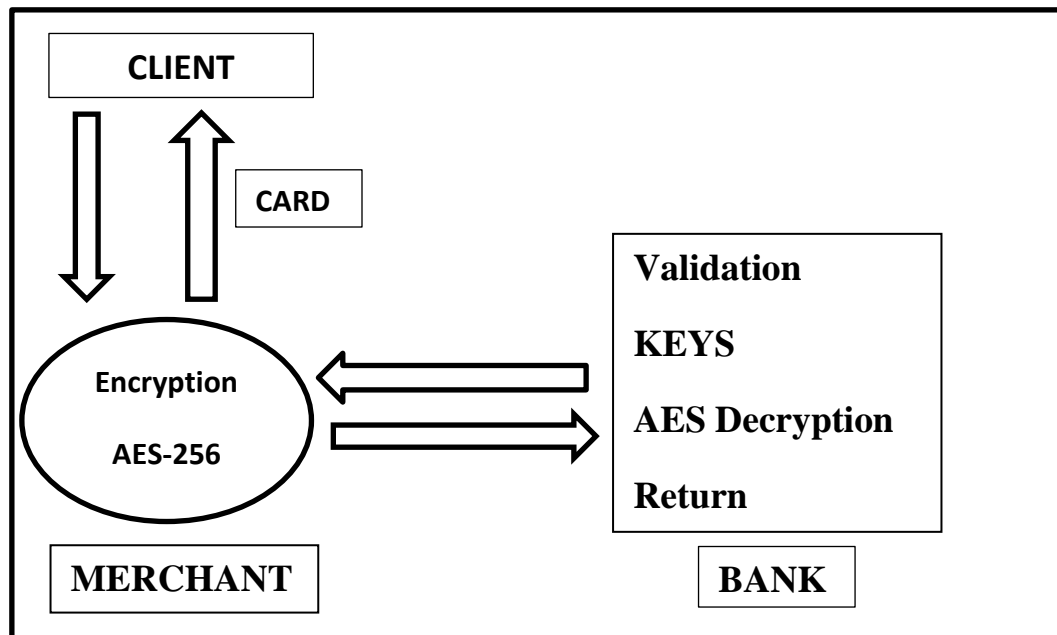 CLIENT
CARD
Validation
KEYS
AES Decryption
Return
Encryption
AES-256
MERCHANT
BANK